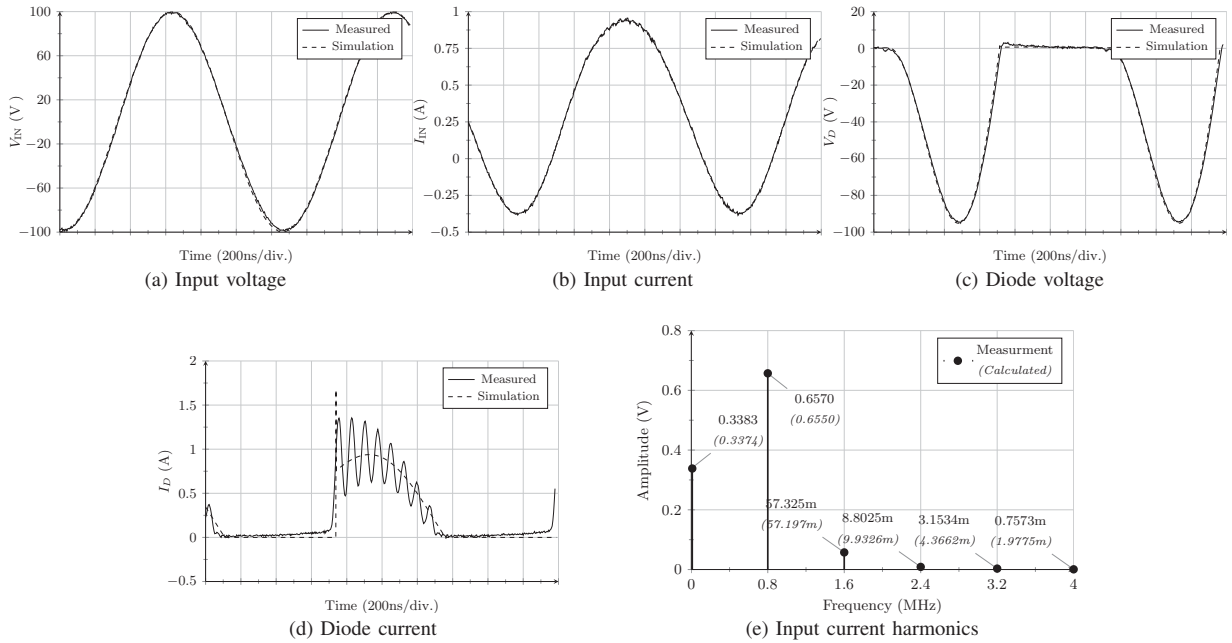 100
60
20
−20
−60
−100
V_IN (V )
Measured
Simulation
Time (200ns/div.)
(a) Input voltage
1
0.75
0.5
0.25
0
−0.25
−0.5
I_IN (A)
Measured
Simulation
Time (200ns/div.)
(b) Input current
20
0
−20
−40
−60
−80
−100
V_D (V )
Measured
Simulation
Time (200ns/div.)
(c) Diode voltage
2
1.5
1
0.5
0
−0.5
I_D (A)
Measured
Simulation
Time (200ns/div.)
(d) Diode current
0.8
0.6
0.4
0.2
0
Amplitude (V)
Measurment
(Calculated)
0.3383
(0.3374)
0.6570
(0.6550)
57.325m
(57.197m)
8.8025m
(9.9326m)
3.1534m
(4.3662m)
0.7573m
(1.9775m)
0 0.8 1.6 2.4 3.2 4
Frequency (MHz)
(e) Input current harmonics